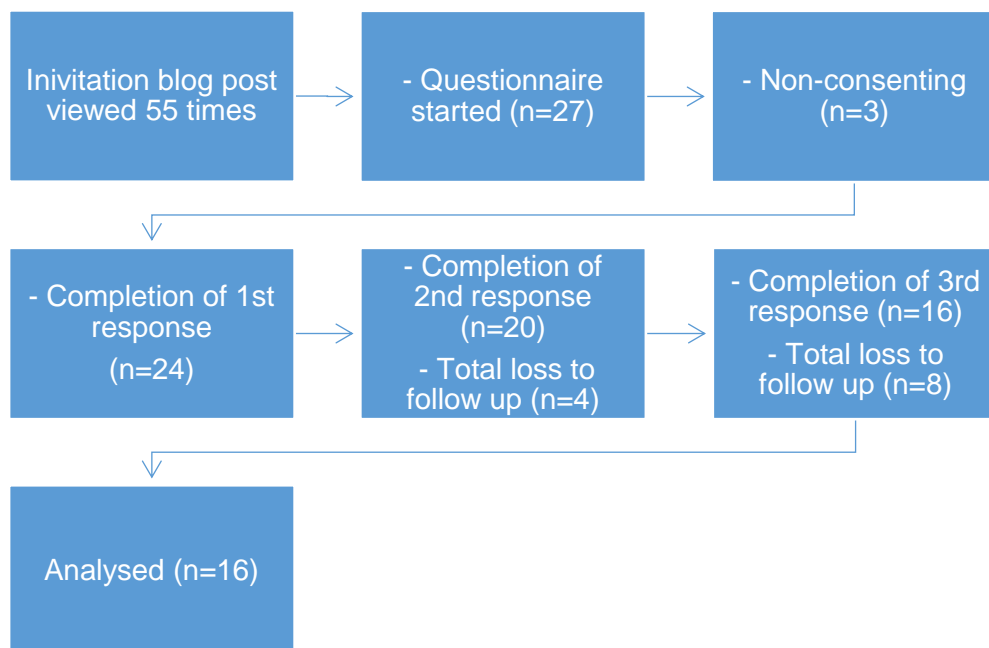 Inivitation blog post
viewed 55 times
- Questionnaire
started (n=27)
- Non-consenting
(n=3)
- Completion of 1st
response
(n=24)
- Completion of
2nd response
(n=20)
- Total loss to
follow up (n=4)
- Completion of 3rd
response (n=16)
- Total loss to
follow up (n=8)
Analysed (n=16)